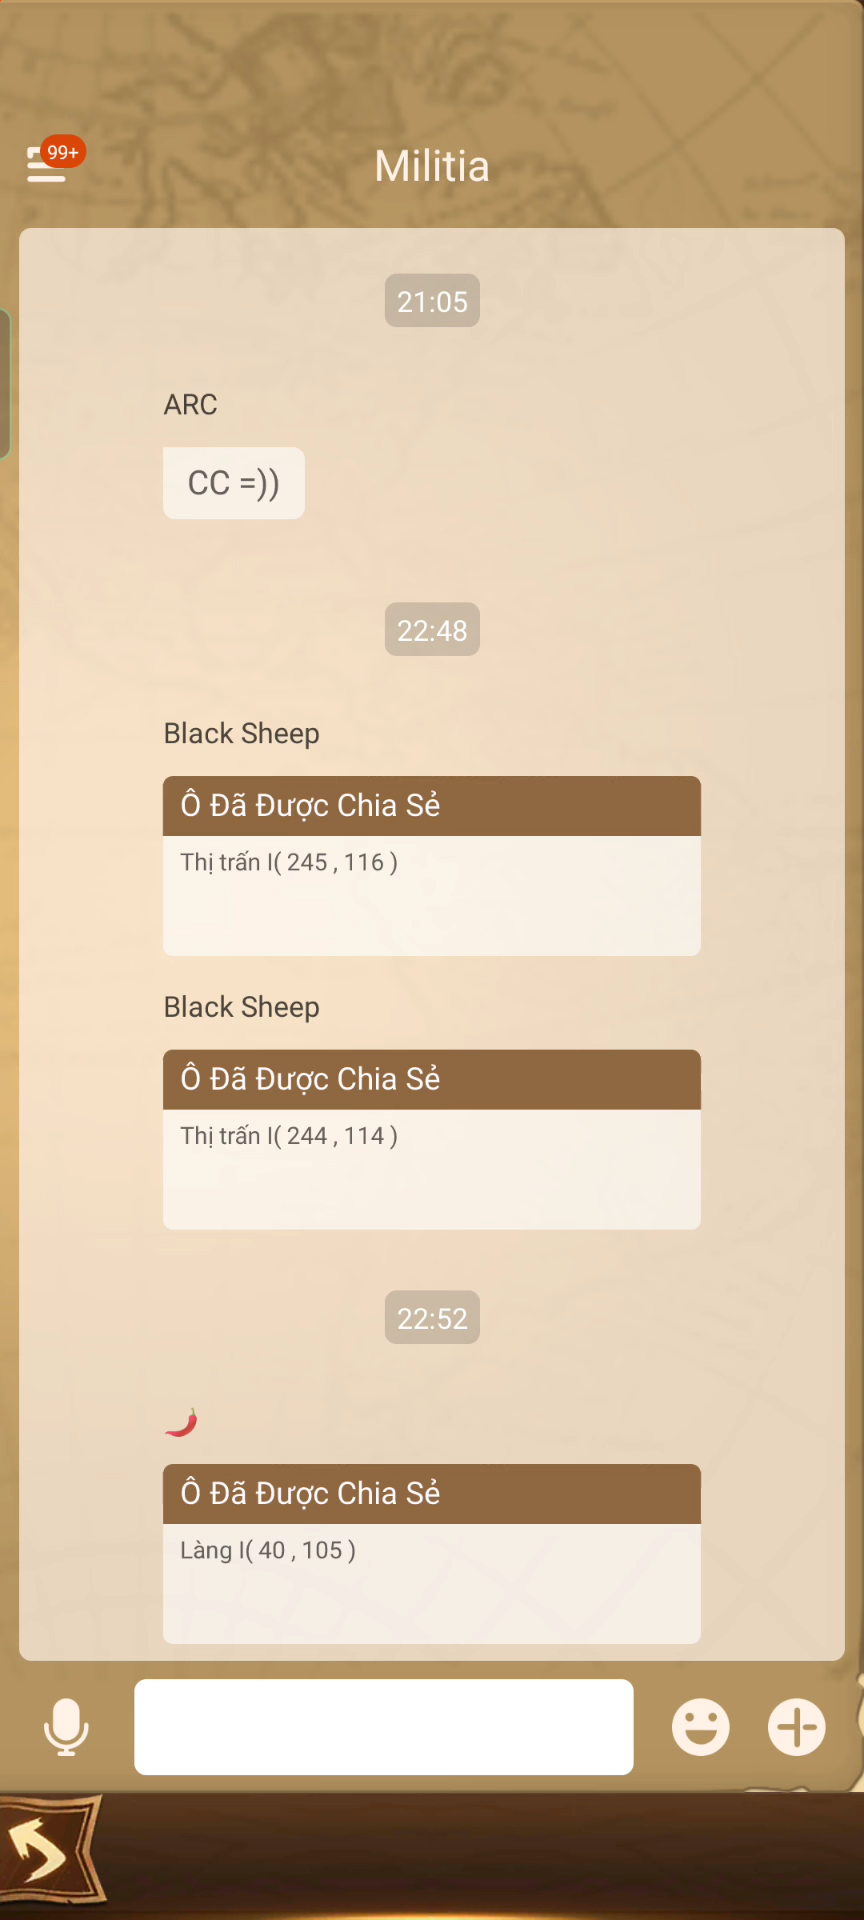 99+
Militia
21:05
ARC
CC =))
22:48
Black Sheep
Ô Đã Được Chia Sẻ
Thị trấn I( 245 , 116 )
Black Sheep
Ô Đã Được Chia Sẻ
Thị trấn I( 244 , 114 )
22:52
🌶️
Ô Đã Được Chia Sẻ
Làng I( 40 , 105 )